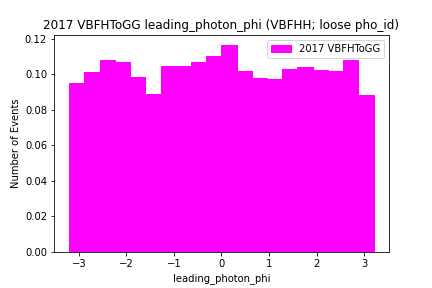 2017 VBFHToGG leading_photon_phi (VBFHH; loose pho_id)
2017 VBFHToGG
0.12
0.10
0.08
0.06
0.04
0.02
0.00
Number of Events
−3 −2 −1 0 1 2 3
leading_photon_phi